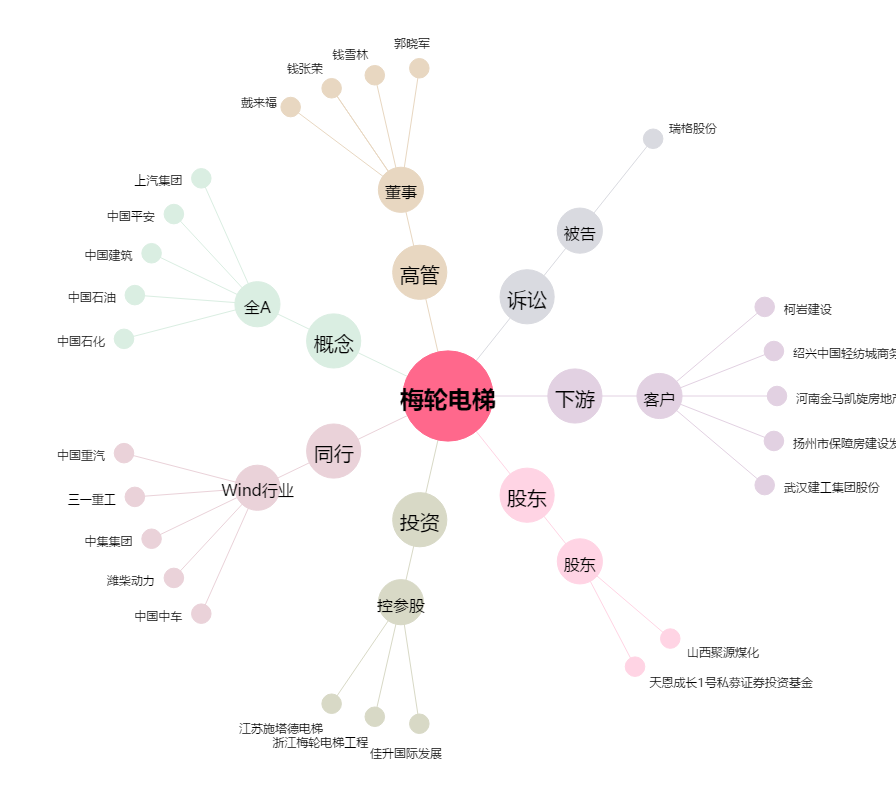 郭晓军
钱雪林
钱张荣
戤来福
瑞格股份
上汽集团
董事
中国平安
被告
中国建筑
高管
中国石油
诉讼
全A
柯岩建设
中国石化
概念
绍兴中国轻纺城商务
梅轮电梯
下游
客户
河南金马凯旋房地产
扬州市保障房建设发
中国重汽
同行
武汉建工集团股份
Wind行业
三一重工
股东
投资
中集集团
股东
潍柴动力
控参股
中国中车
山西聚源煤化
天恩成长1号私募证券投资基金
江苏施塔德电梯
浙江梅轮电梯工程
佳升国际发展